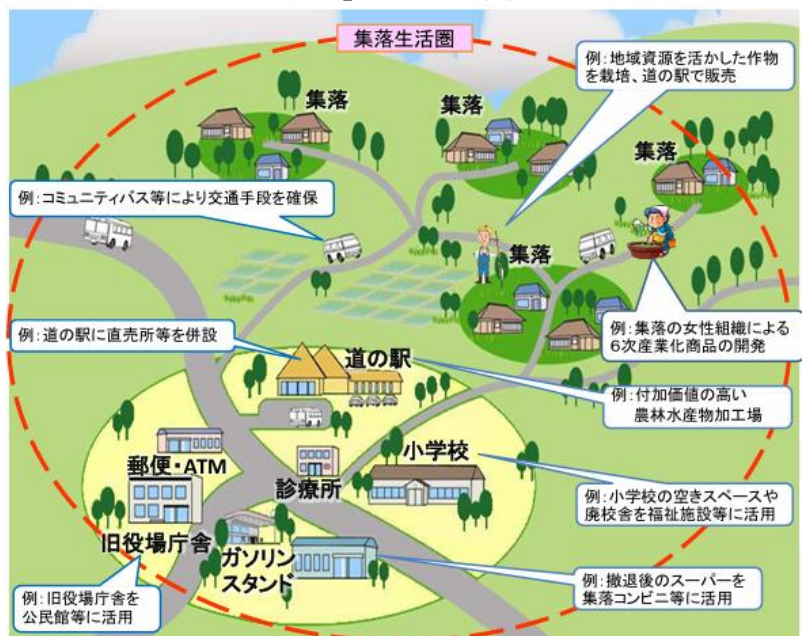 集落生活圏
例:地域資源を活かした作物
を栽培、道の駅で販売
集落
集落
集落
例:コミュニティバス等により交通手段を確保
集落
例:道の駅に直売所等を併設
例:集落の女性組織による
6次産業化商品の開発
道の駅
例:付加価値の高い
農林水産物加工場
小学校
郵便・ATM
診療所
例:小学校の空きスペースや
廃校舎を福祉施設等に活用
旧役場庁舎
ガソリン
スタンド
例:旧役場庁舎を
公民館等に活用
例:撤退後のスーパーを
集落コンビニ等に活用